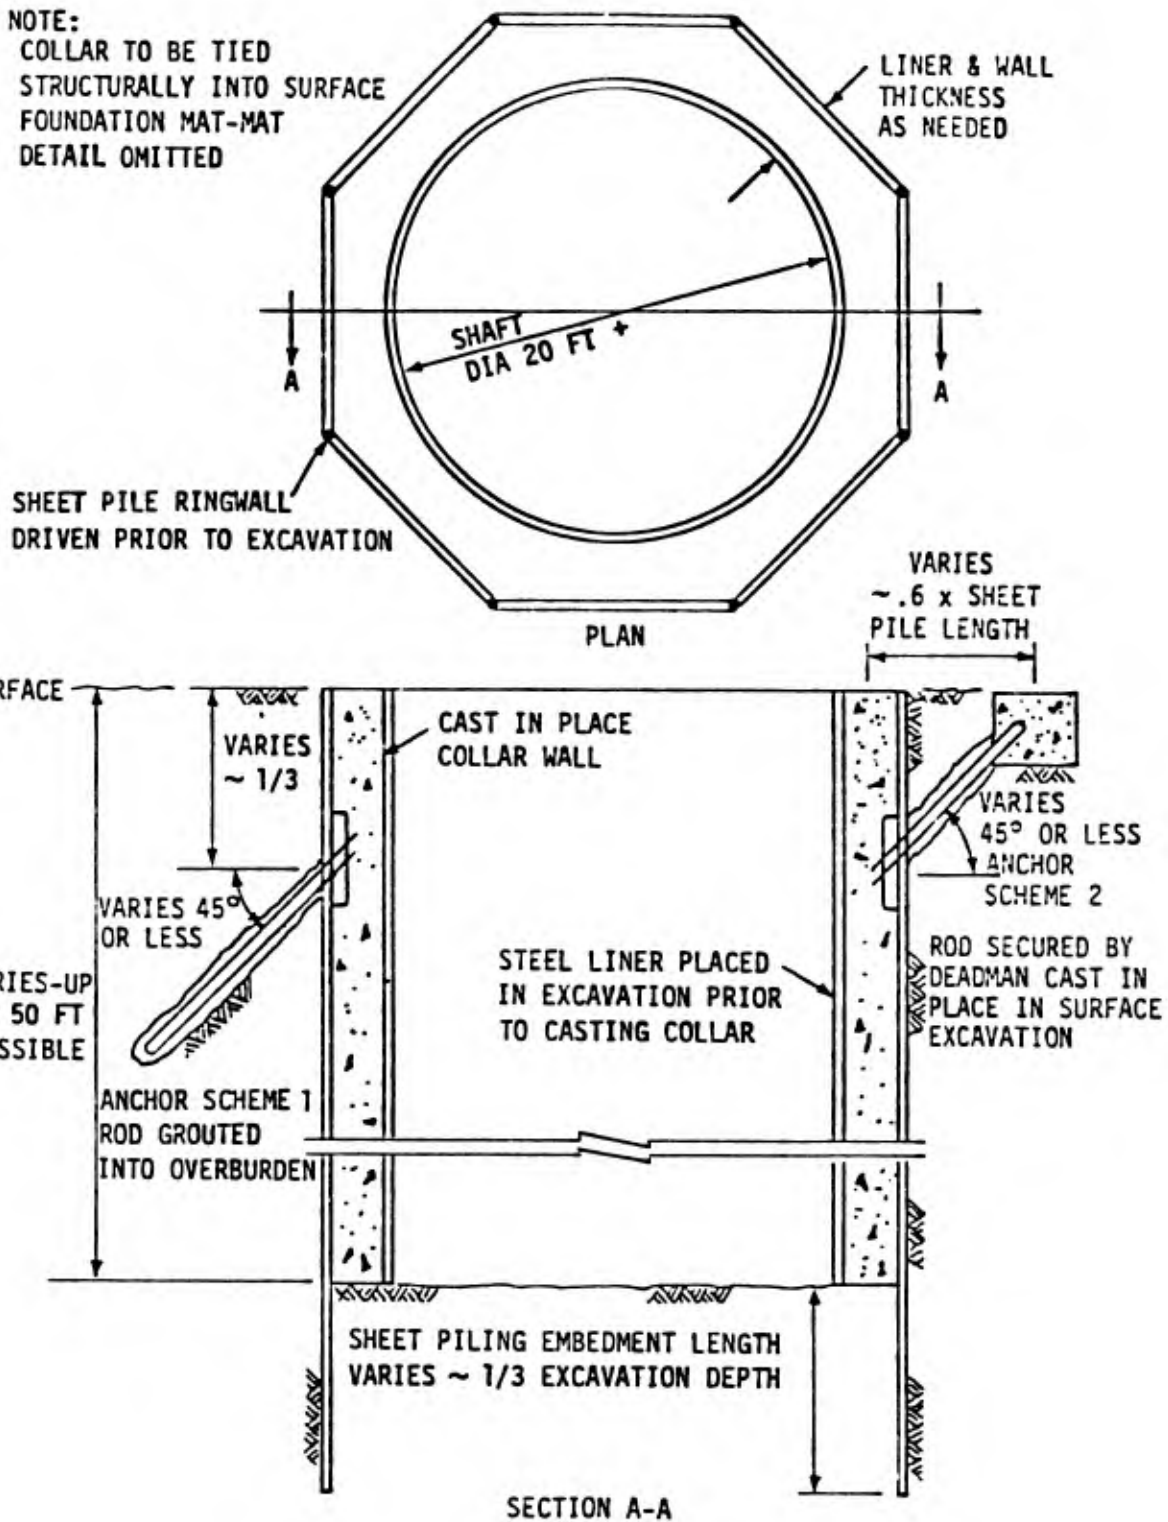 NOTE:
COLLAR TO BE TIED
STRUCTURALLY INTO SURFACE
FOUNDATION MAT-MAT
DETAIL OMITTED
LINER & WALL
THICKNESS
AS NEEDED
SHAFT
DIA 20 FT +
A
A
SHEET PILE RINGWALL
DRIVEN PRIOR TO EXCAVATION
PLAN
VARIES
~.6 x SHEET
PILE LENGTH
RFACE
VARIES
~ 1/3
CAST IN PLACE
COLLAR WALL
VARIES
45° OR LESS
ANCHOR
SCHEME 2
VARIES 45°
OR LESS
RIES-UP
50 FT
SSIBLE
STEEL LINER PLACED
IN EXCAVATION PRIOR
TO CASTING COLLAR
ROD SECURED BY
DEADMAN CAST IN
PLACE IN SURFACE
EXCAVATION
ANCHOR SCHEME 1
ROD GROUTED
INTO OVERBURDEN
SHEET PILING EMBEDMENT LENGTH
VARIES ~ 1/3 EXCAVATION DEPTH
SECTION A-A